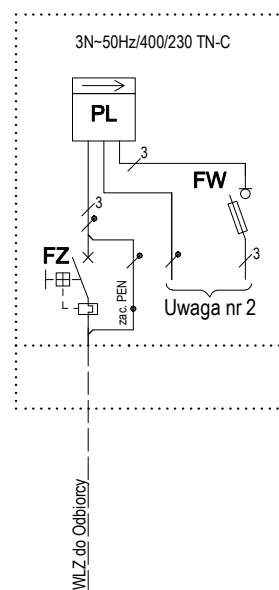 3N~50Hz/400/230 TN-C
PL
3
FW
3
FZ
3
zac. PEN
Uwaga nr 2
WLZ do Odbiorcy